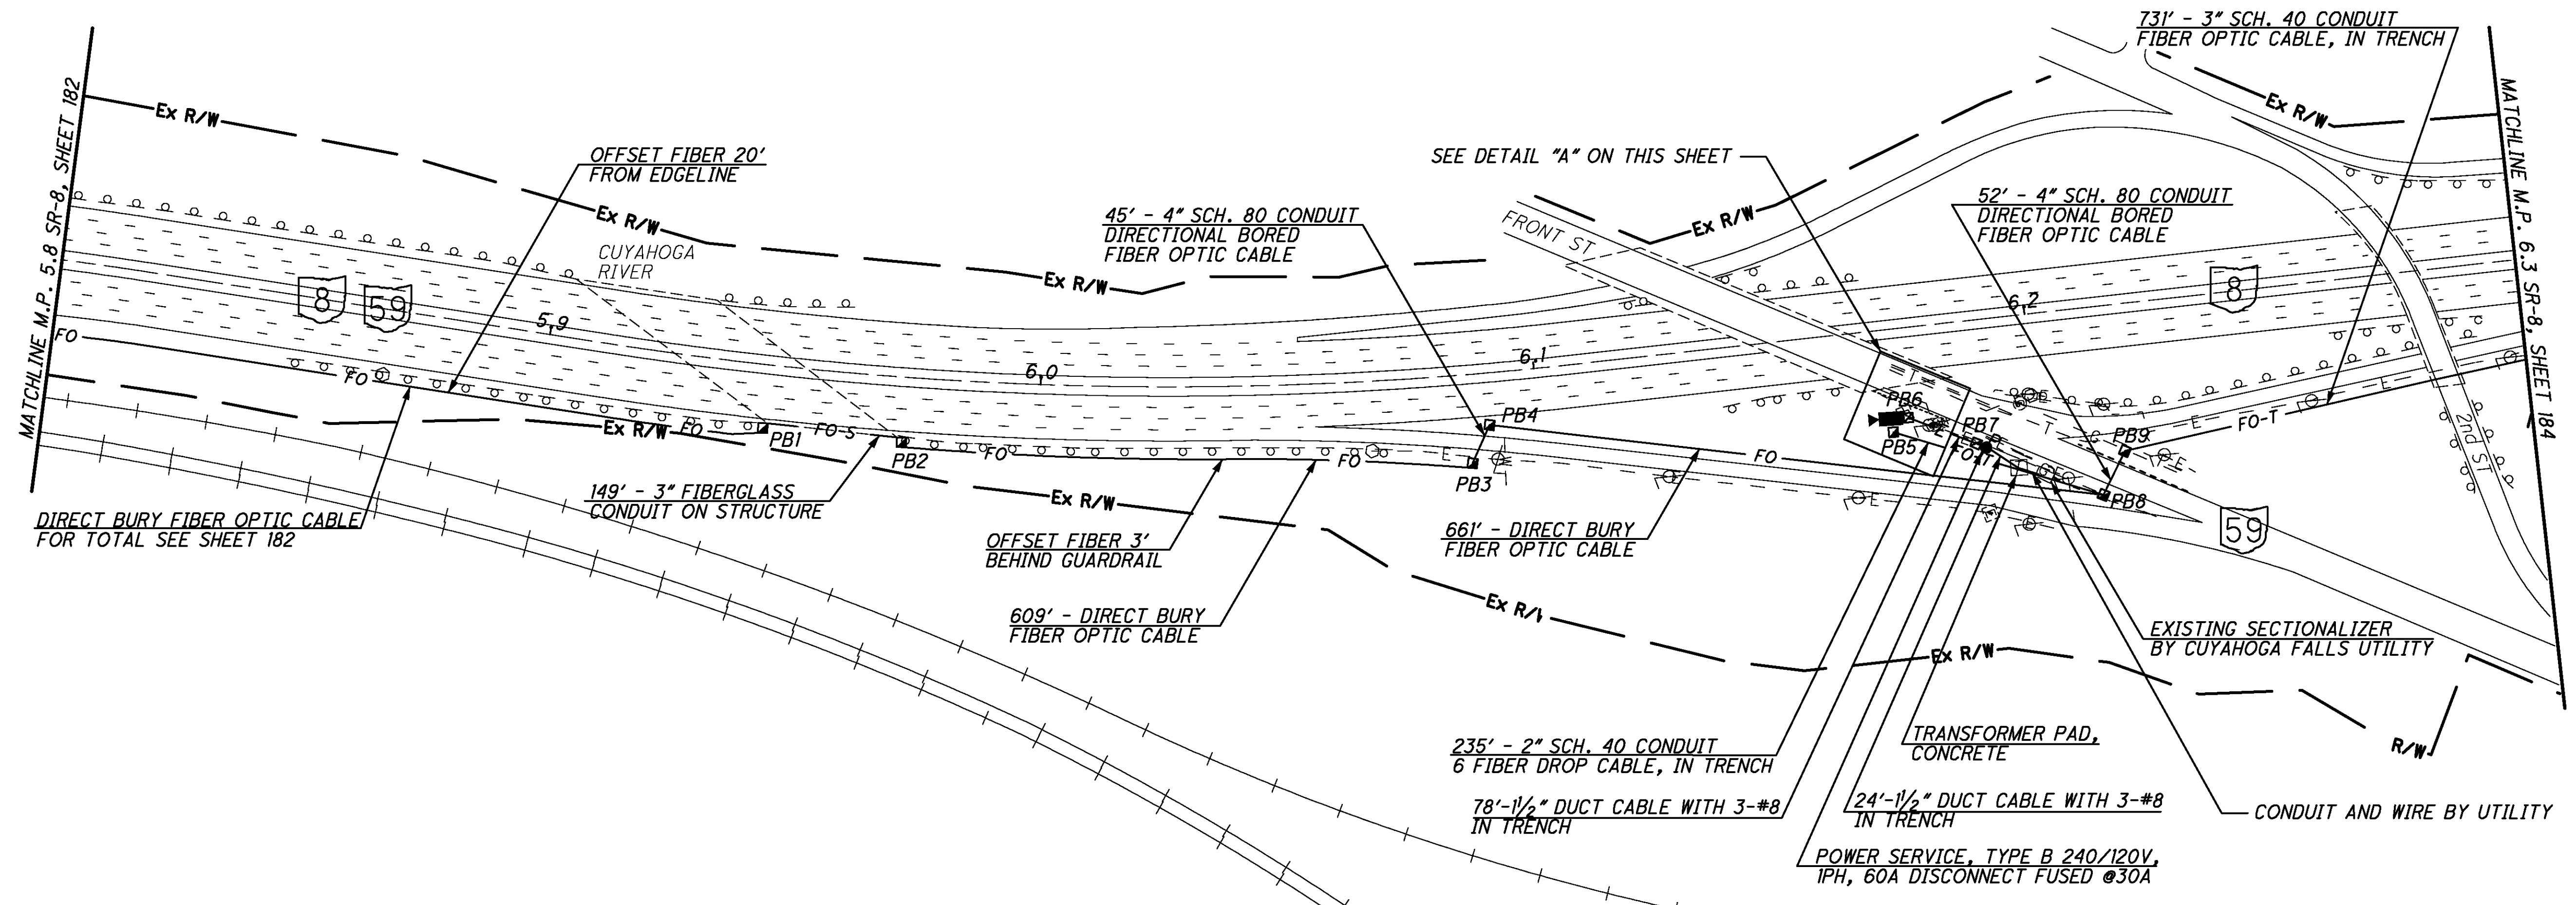 731' - 3" SCH. 40 CONDUIT
FIBER OPTIC CABLE, IN TRENCH
MATCHLINE M.P. 5.8 SR-8, SHEET 182
Ex R/W
OFFSET FIBER 20'
FROM EDGELINE
Ex R/W
CUYAHOGA
RIVER
Ex R/W
45' - 4" SCH. 80 CONDUIT
DIRECTIONAL BORED
FIBER OPTIC CABLE
SEE DETAIL "A" ON THIS SHEET
FRONT ST
Ex R/W
52' - 4" SCH. 80 CONDUIT
DIRECTIONAL BORED
FIBER OPTIC CABLE
Ex R/W
MATCHLINE M.P. 6.3 SR-8, SHEET 184
8
59
5,9
6,0
6,1
6,2
8
FO
FO
Ex R/W
FO
PB1
FO-S
PB2
FO
FO
E
PB3
PB4
FO
E
E
E
T
PB6
PB5
PB7
T
E
PB8
PB9
E
E
FO-T
E
2nd ST
59
DIRECT BURY FIBER OPTIC CABLE
FOR TOTAL SEE SHEET 182
149' - 3" FIBERGLASS
CONDUIT ON STRUCTURE
Ex R/W
OFFSET FIBER 3'
BEHIND GUARDRAIL
609' - DIRECT BURY
FIBER OPTIC CABLE
661' - DIRECT BURY
FIBER OPTIC CABLE
Ex R/
Ex R/W
R/W
EXISTING SECTIONALIZER
BY CUYAHOGA FALLS UTILITY
235' - 2" SCH. 40 CONDUIT
6 FIBER DROP CABLE, IN TRENCH
TRANSFORMER PAD,
CONCRETE
78'-1½" DUCT CABLE WITH 3-#8
IN TRENCH
24'-1½" DUCT CABLE WITH 3-#8
IN TRENCH
CONDUIT AND WIRE BY UTILITY
POWER SERVICE, TYPE B 240/120V,
1PH, 60A DISCONNECT FUSED @30A